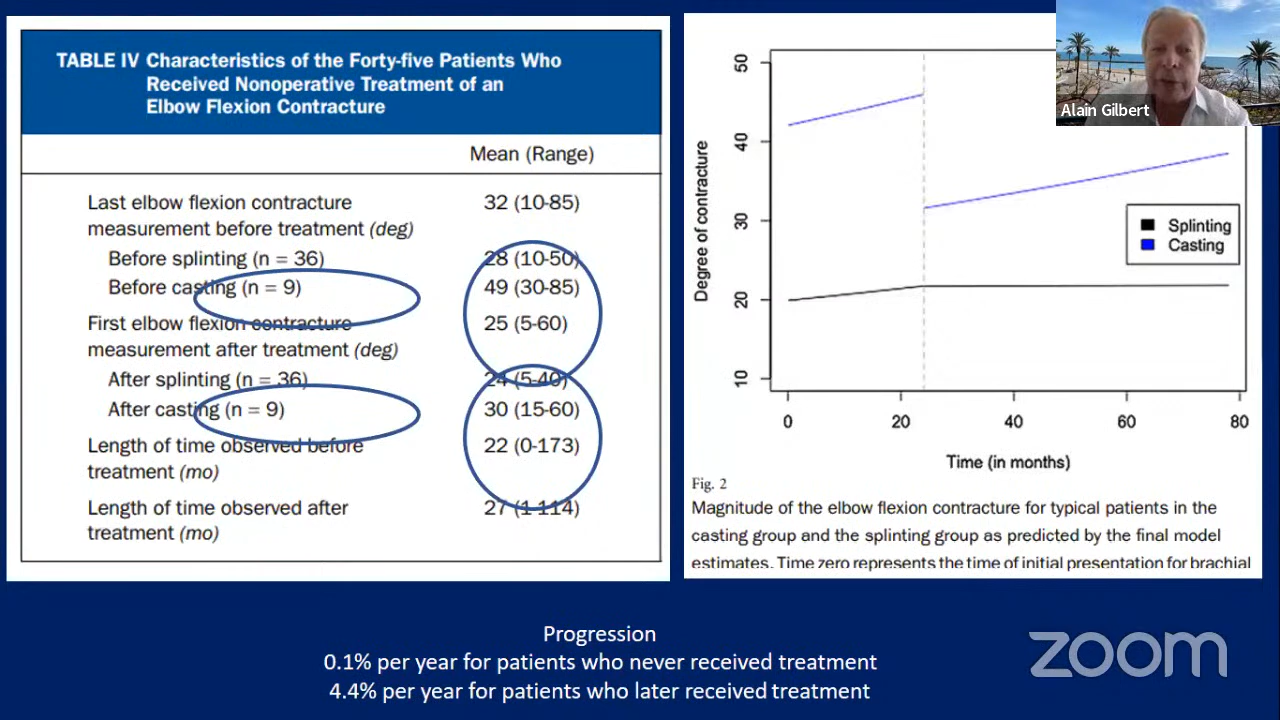 TABLE IV Characteristics of the Forty-five Patients Who
Received Nonoperative Treatment of an
Elbow Flexion Contracture
Mean (Range)
Last elbow flexion contracture 32 (10-85)
measurement before treatment (deg)
Before splinting (n = 36) 28 (10-50)
Before casting (n = 9) 49 (30-85)
First elbow flexion contracture 25 (5-60)
measurement after treatment (deg)
After splinting (n = 36) 24 (5-40)
After casting (n = 9) 30 (15-60)
Length of time observed before 22 (0-173)
treatment (mo)
Length of time observed after 27 (1-114)
treatment (mo)
Alain Gilbert
Degree of contracture
50
40
30
20
10
Splinting
Casting
0 20 40 60 80
Time (in months)
Fig. 2
Magnitude of the elbow flexion contracture for typical patients in the
casting group and the splinting group as predicted by the final model
estimates. Time zero represents the time of initial presentation for brachial
Progression
0.1% per year for patients who never received treatment
4.4% per year for patients who later received treatment
zoom